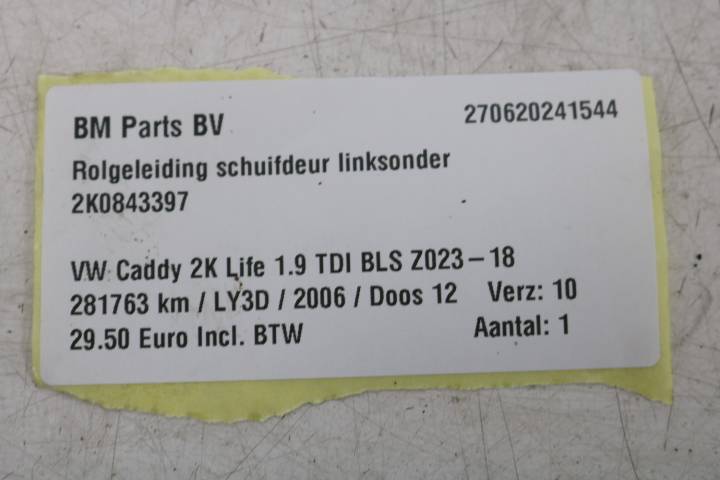 BM Parts BV 270620241544
Rolgeleiding schuifdeur linksonder
2K0843397
VW Caddy 2K Life 1.9 TDI BLS Z023-18
281763 km / LY3D / 2006 / Doos 12 Verz: 10
29.50 Euro Incl. BTW Aantal: 1